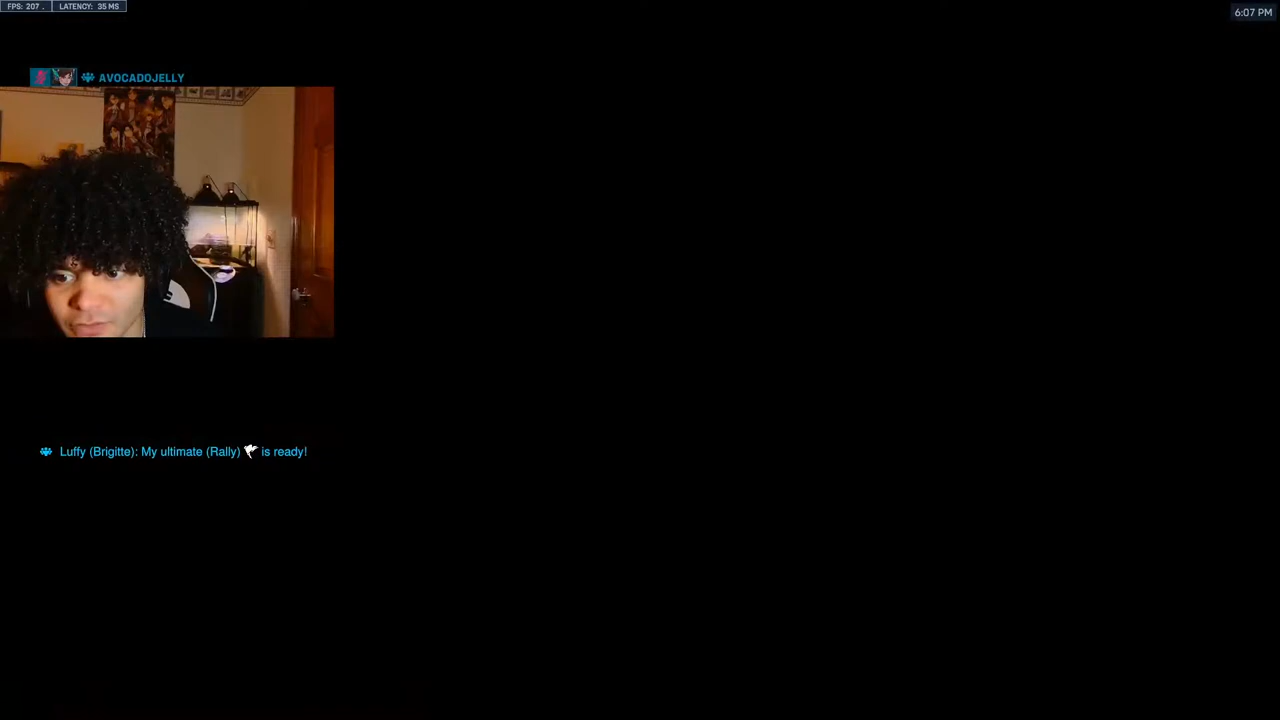 FPS: 207 . LATENCY: 35 MS
6:07 PM
AVOCADOJELLY
Luffy (Brigitte): My ultimate (Rally) is ready!